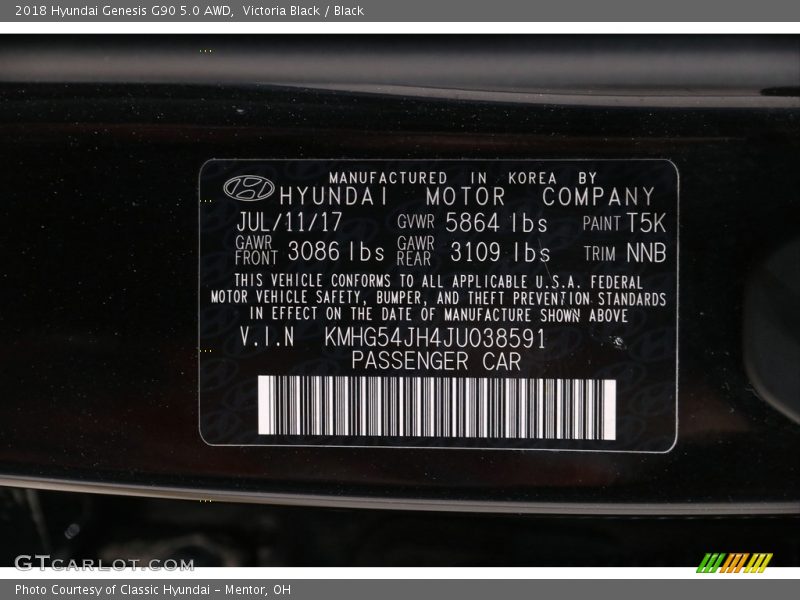 2018 Hyundai Genesis G90 5.0 AWD, Victoria Black / Black
MANUFACTURED IN KOREA BY
HYUNDAI MOTOR COMPANY
JUL/11/17 GVWR 5864 lbs PAINT T5K
GAWR FRONT 3086 lbs GAWR REAR 3109 lbs TRIM NNB
THIS VEHICLE CONFORMS TO ALL APPLICABLE U.S.A. FEDERAL
MOTOR VEHICLE SAFETY, BUMPER, AND THEFT PREVENTION STANDARDS
IN EFFECT ON THE DATE OF MANUFACTURE SHOWN ABOVE
V.I.N KMHG54JH4JU038591
PASSENGER CAR
GTCARLOT.COM
Photo Courtesy of Classic Hyundai - Mentor, OH